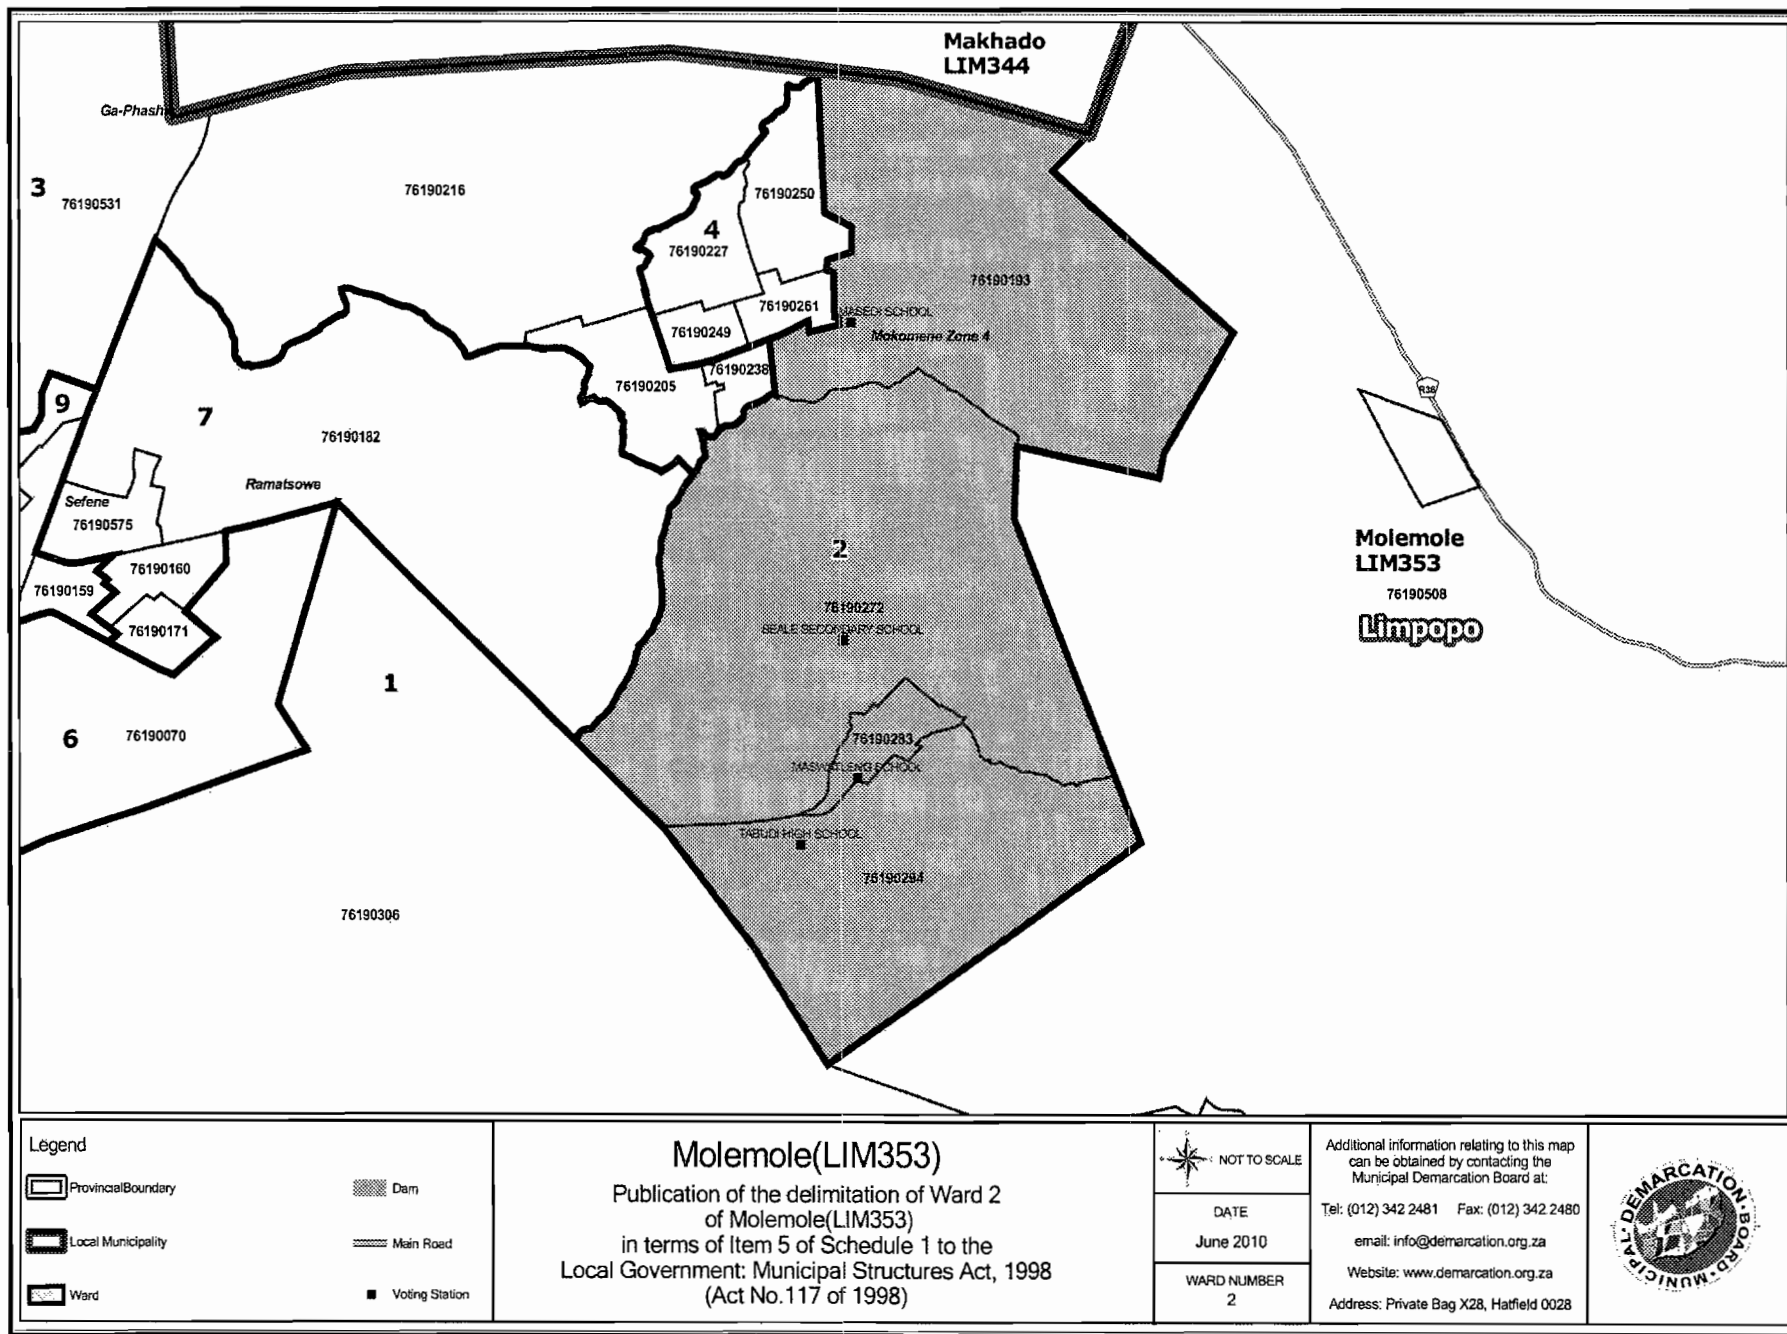 Makhado
LIM344
3
76190531
76190216
76190250
4
76190227
76190193
76190261
76190249
MASEDI SCHOOL
Mokomene Zone 4
76190238
76190205
9
7
76190182
R36
Ramatsowe
Sefene
76190575
76190160
76190159
76190171
2
76190272
SEALE SECONDARY SCHOOL
Molemole
LIM353
76190508
Limpopo
1
6
76190070
76190283
SCHOOL
TABUDI HIGH SCHOOL
76190294
76190306
Legend
ProvincialBoundary
Dam
Local Municipality
Main Road
Ward
Voting Station
Molemole(LIM353)
Publication of the delimitation of Ward 2
of Molemole(LIM353)
in terms of Item 5 of Schedule 1 to the
Local Government: Municipal Structures Act, 1998
(Act No.117 of 1998)
NOT TO SCALE
DATE
June 2010
WARD NUMBER
2
Additional information relating to this map
can be obtained by contacting the
Municipal Demarcation Board at:
Tel: (012) 342 2481 Fax: (012) 342 2480
email: info@demarcation.org.za
Website: www.demarcation.org.za
Address: Private Bag X28, Hatfield 0028
MUNICIPAL DEMARCATION BOARD